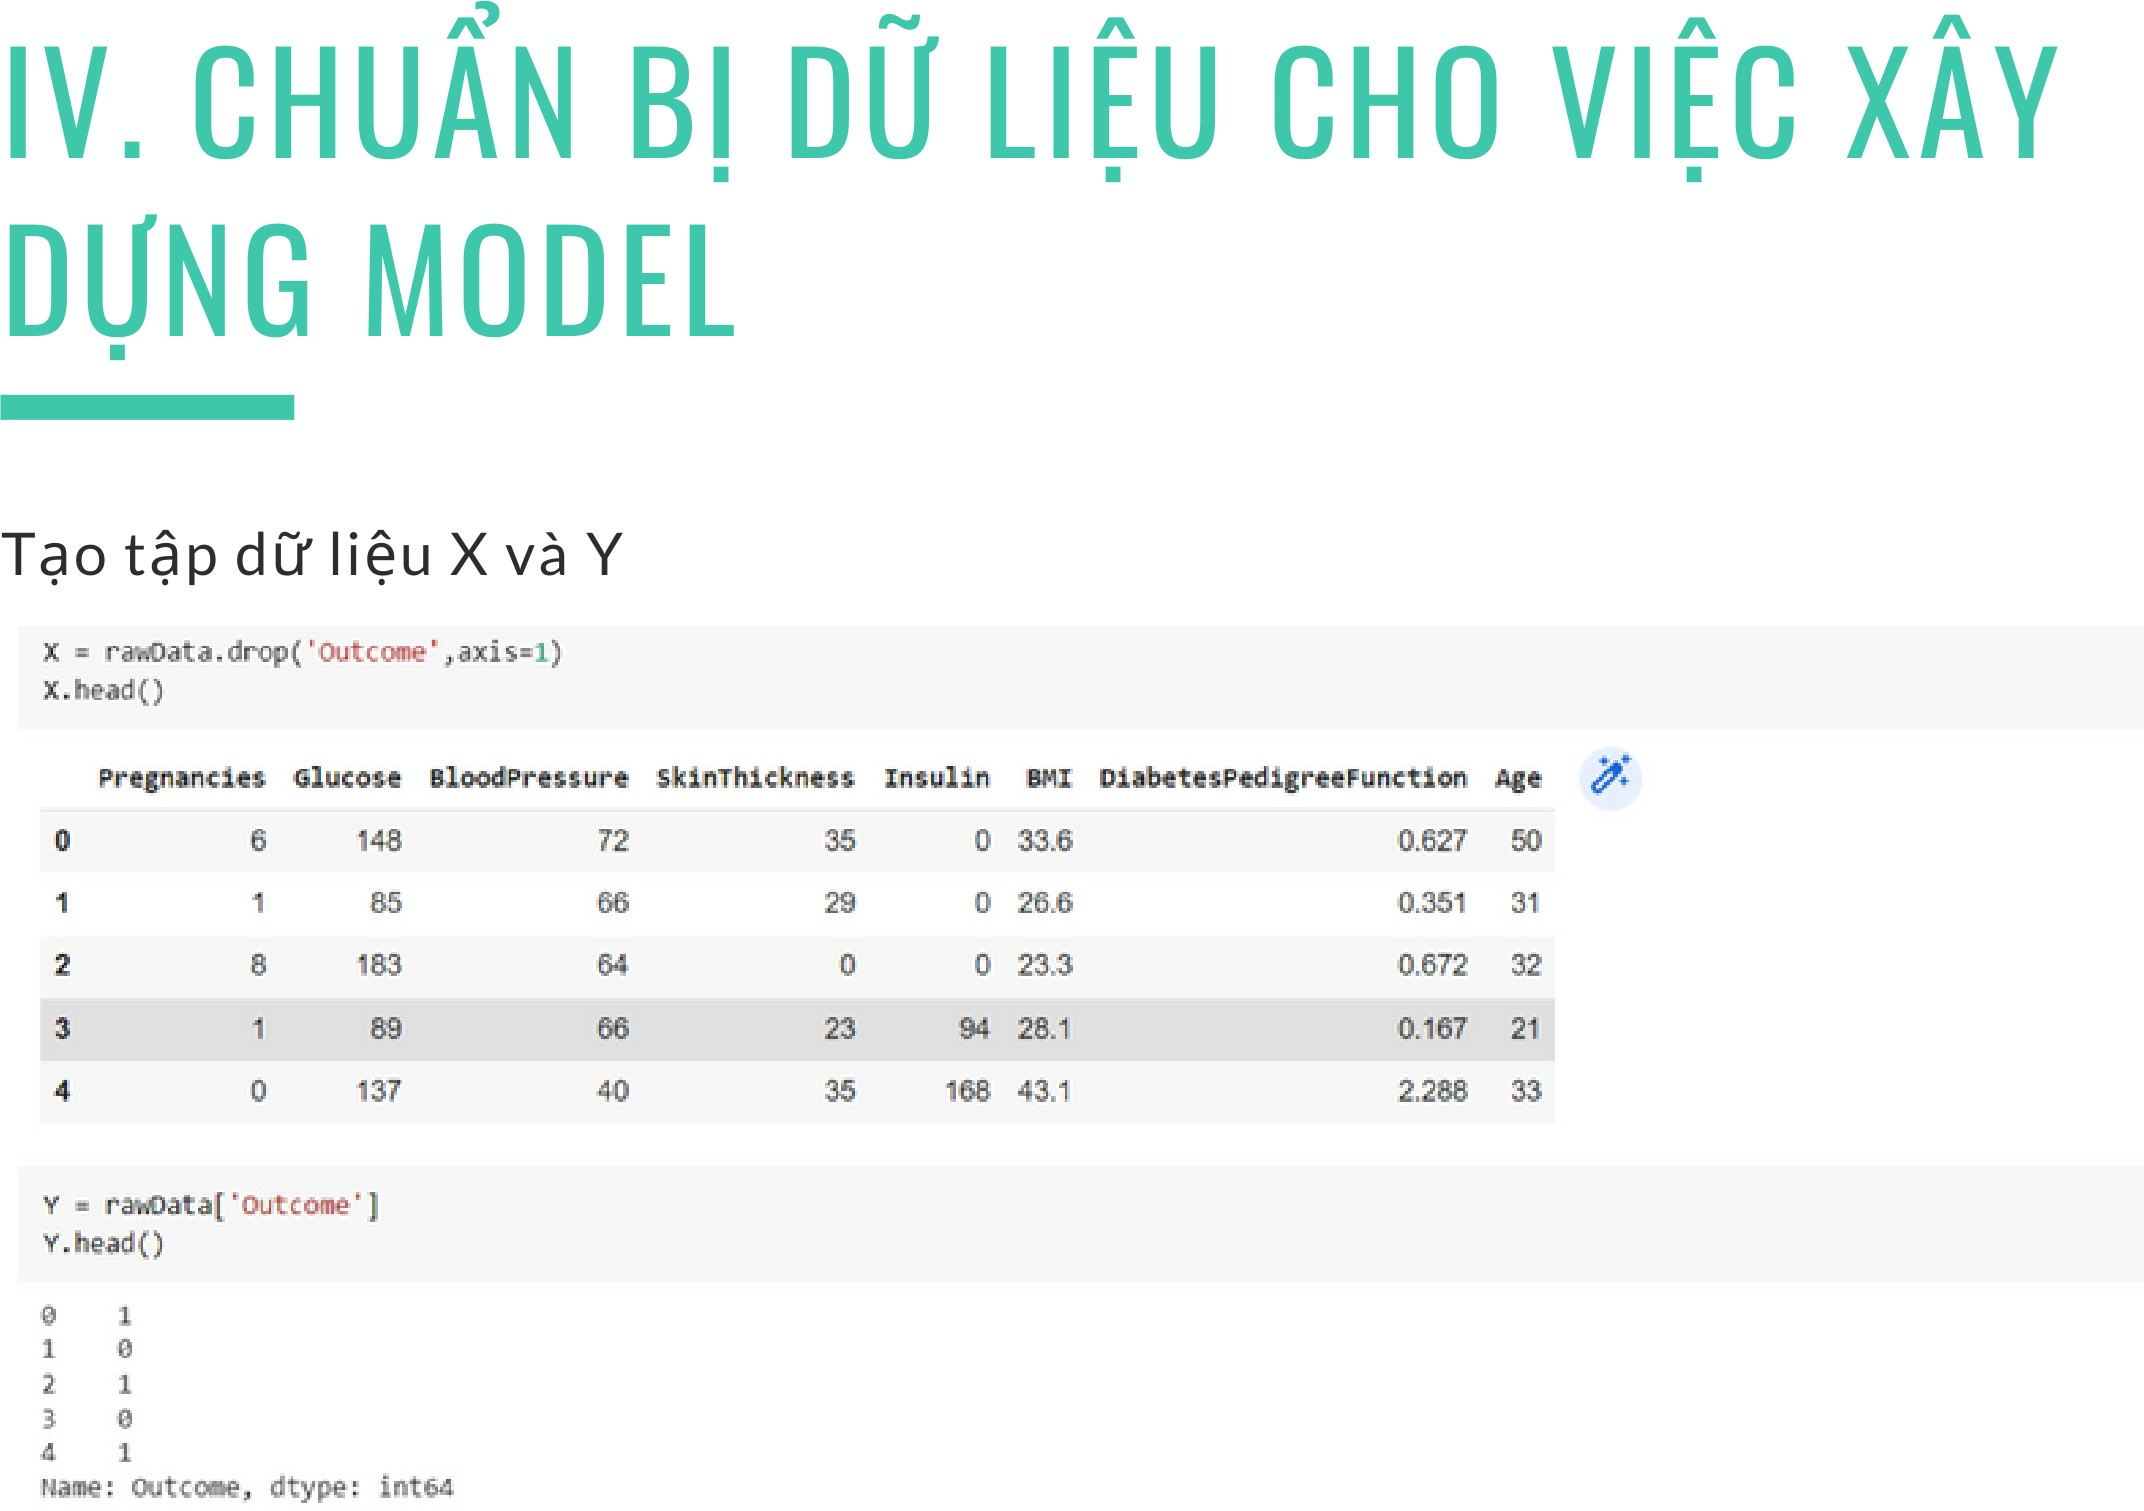 IV. CHUẨN BỊ DỮ LIỆU CHO VIỆC XÂY
DỰNG MODEL
Tạo tập dữ liệu X và Y
X = rawData.drop('Outcome',axis=1)
X.head()
Pregnancies Glucose BloodPressure SkinThickness Insulin BMI DiabetesPedigreeFunction Age
0 6 148 72 35 0 33.6 0.627 50
1 1 85 66 29 0 26.6 0.351 31
2 8 183 64 0 0 23.3 0.672 32
3 1 89 66 23 94 28.1 0.167 21
4 0 137 40 35 168 43.1 2.288 33
Y = rawData['Outcome']
Y.head()
0 1
1 0
2 1
3 0
4 1
Name: Outcome, dtype: int64